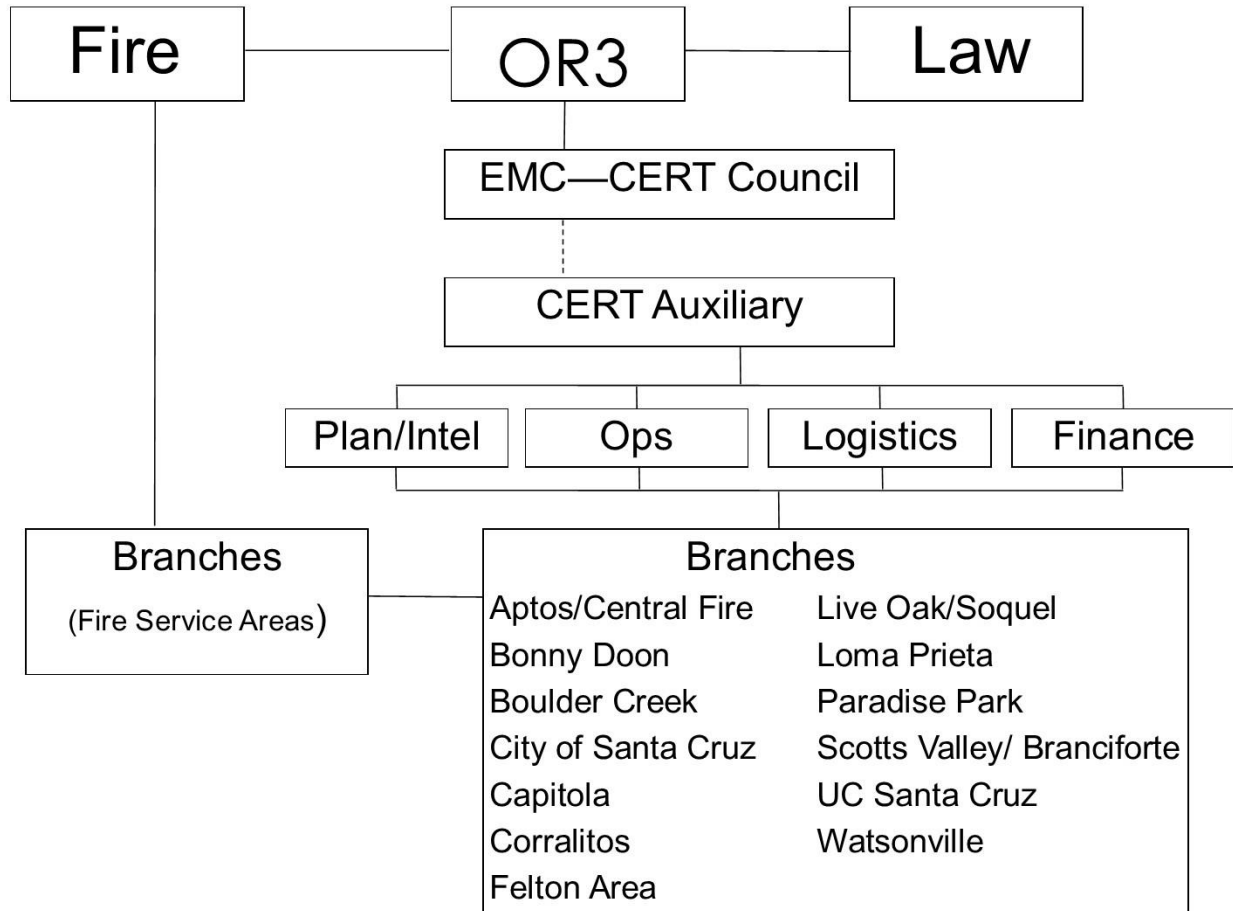 Fire
OR3
Law
EMC—CERT Council
CERT Auxiliary
Plan/Intel
Ops
Logistics
Finance
Branches
(Fire Service Areas)
Branches
Aptos/Central Fire
Bonny Doon
Boulder Creek
City of Santa Cruz
Capitola
Corralitos
Felton Area
Live Oak/Soquel
Loma Prieta
Paradise Park
Scotts Valley/ Branciforte
UC Santa Cruz
Watsonville